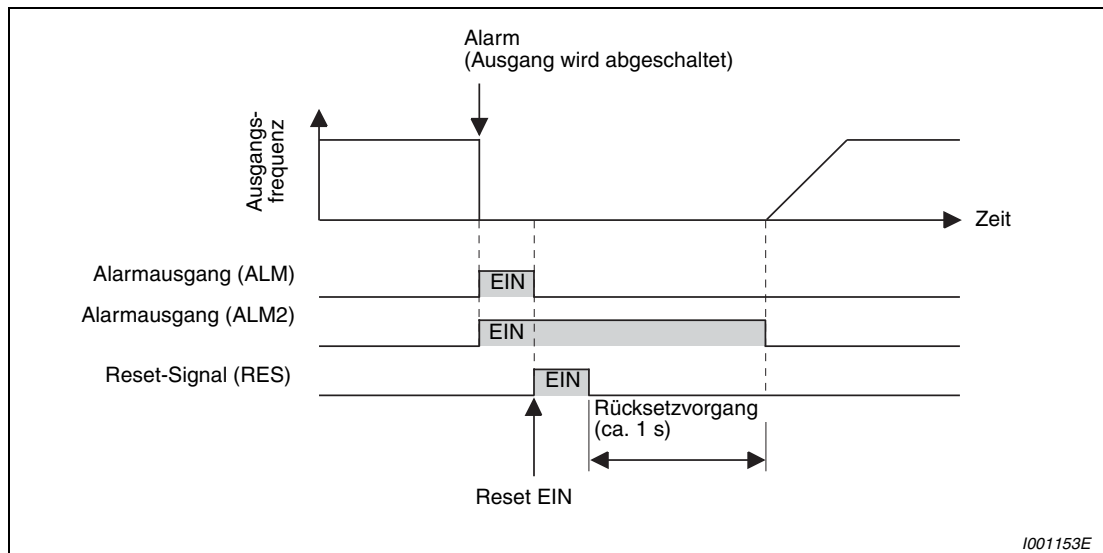 Alarm
(Ausgang wird abgeschaltet)
Ausgangs-
frequenz
Zeit
Alarmausgang (ALM)
EIN
Alarmausgang (ALM2)
EIN
Reset-Signal (RES)
EIN
Rücksetzvorgang
(ca. 1 s)
Reset EIN
I001153E